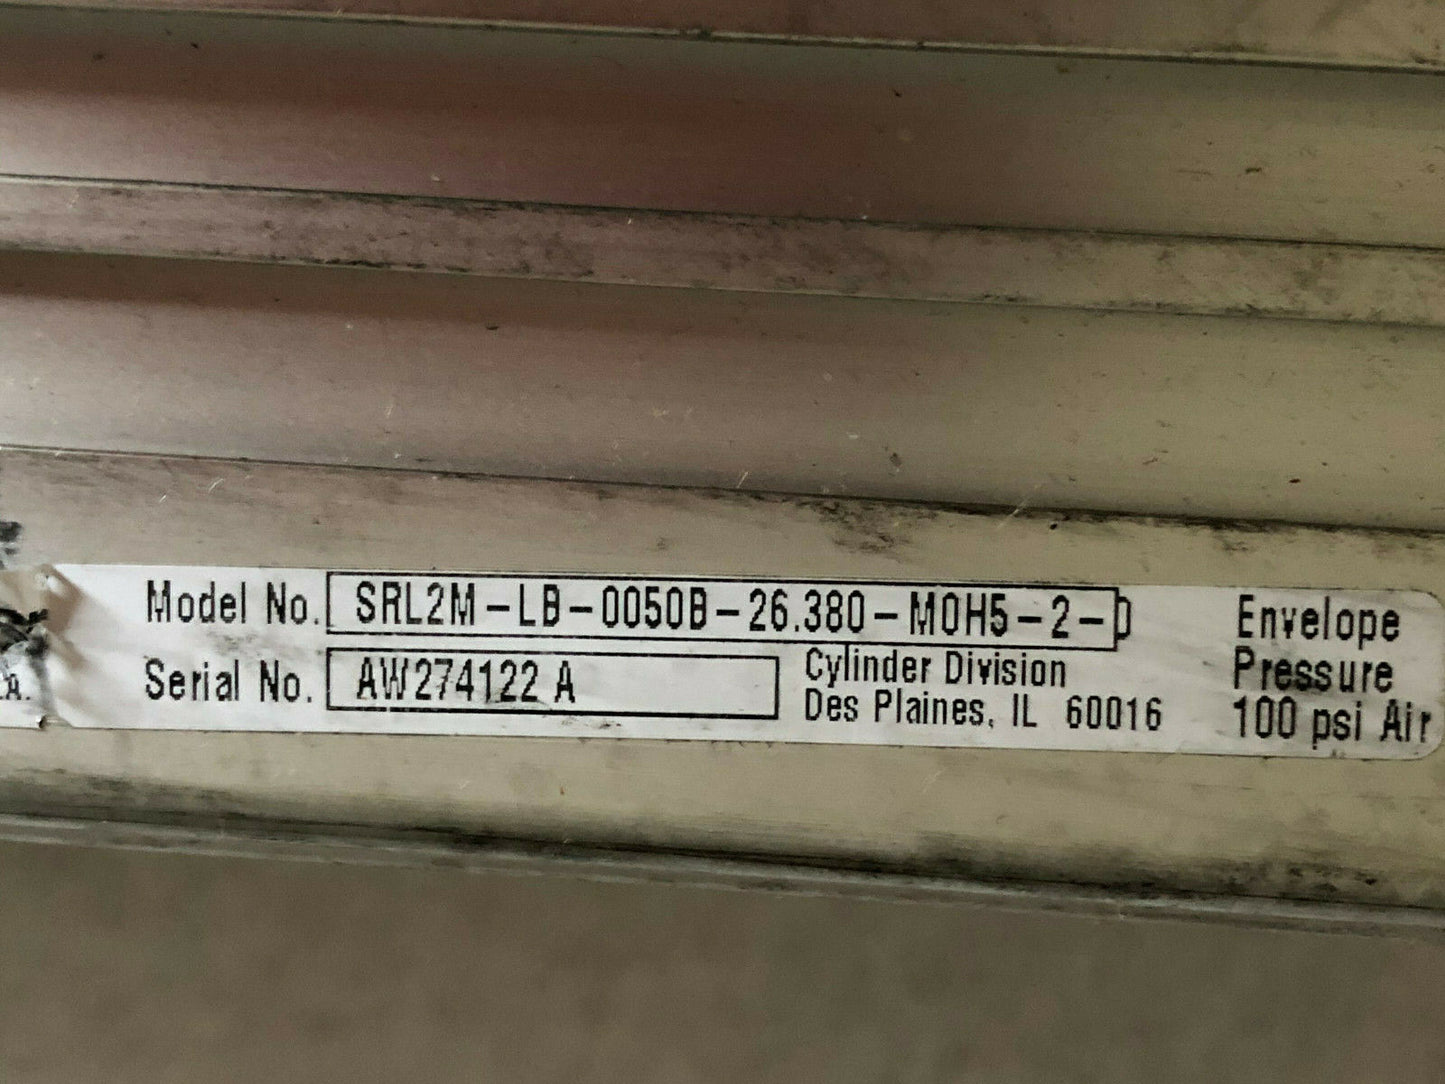 Model No. SRL2M-LB-0050B-26.380-M0H5-2-D
Serial No. AW274122 A
Cylinder Division
Des Plaines, IL 60016
Envelope
Pressure
100 psi Air
.A.